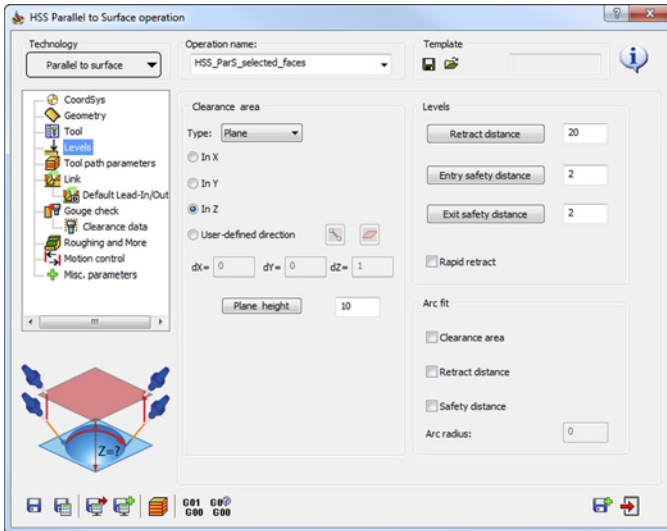 HSS Parallel to Surface operation
Technology
Parallel to surface
Operation name:
HSS_ParS_selected_faces
Template
CoordSys
Geometry
Tool
Levels
Tool path parameters
Link
Default Lead-In/Out
Gouge check
Clearance data
Roughing and More
Motion control
Misc. parameters
Z=?
Clearance area
Type: Plane
In X
In Y
In Z
User-defined direction
dX= 0 dY= 0 dZ= 1
Plane height 10
Levels
Retract distance 20
Entry safety distance 2
Exit safety distance 2
Rapid retract
Arc fit
Clearance area
Retract distance
Safety distance
Arc radius: 0
G01 G0
G00 G00